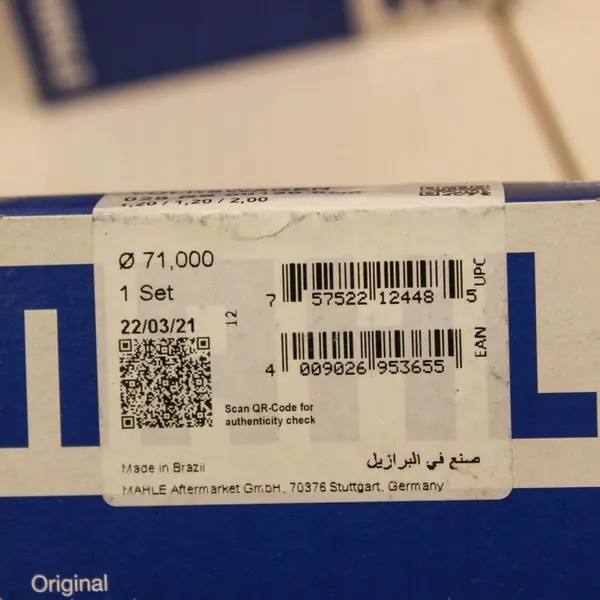 VOLKSWAGEN
1,20 / 1,20 / 2,00
Ø 71,000
1 Set
22/03/21
12
7 57522 12448 5
UPC
4 009026 953655
EAN
Scan QR-Code for
authenticity check
Made in Brazil
صنع في البرازيل
MAHLE Aftermarket GmbH, 70376 Stuttgart, Germany
Original